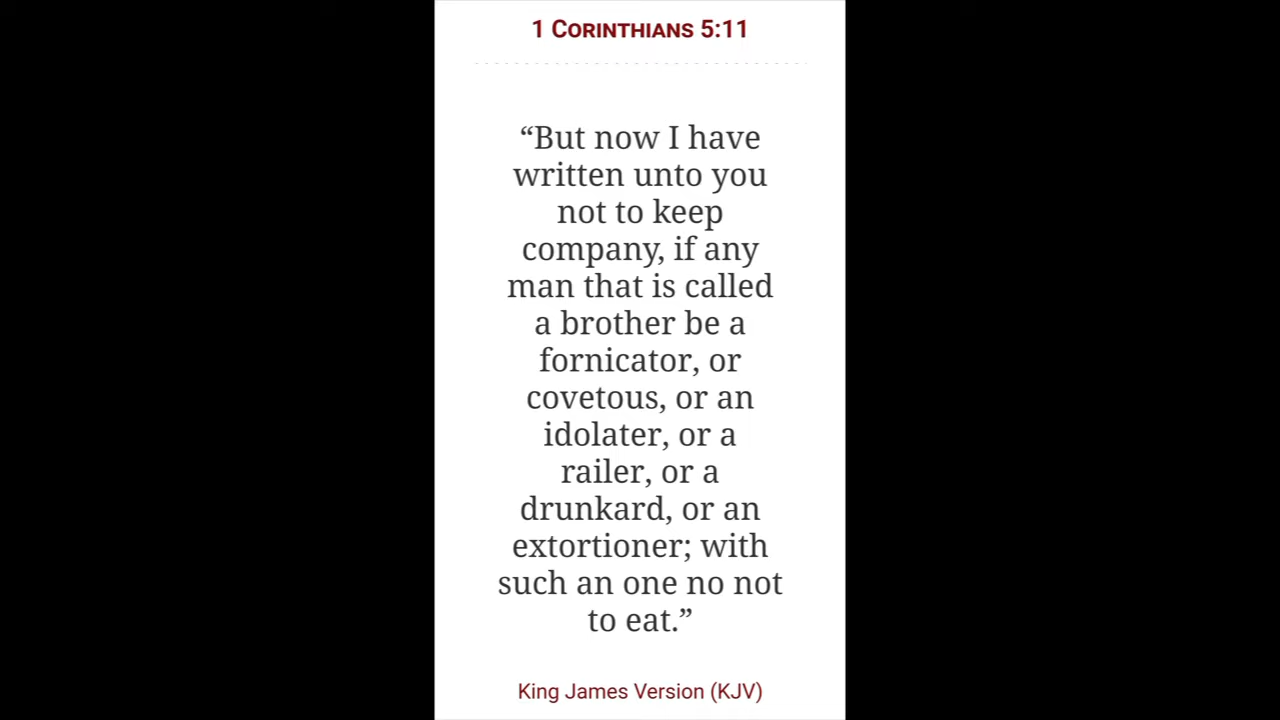 1 Corinthians 5:11
“But now I have
written unto you
not to keep
company, if any
man that is called
a brother be a
fornicator, or
covetous, or an
idolater, or a
railer, or a
drunkard, or an
extortioner; with
such an one no not
to eat.”
King James Version (KJV)